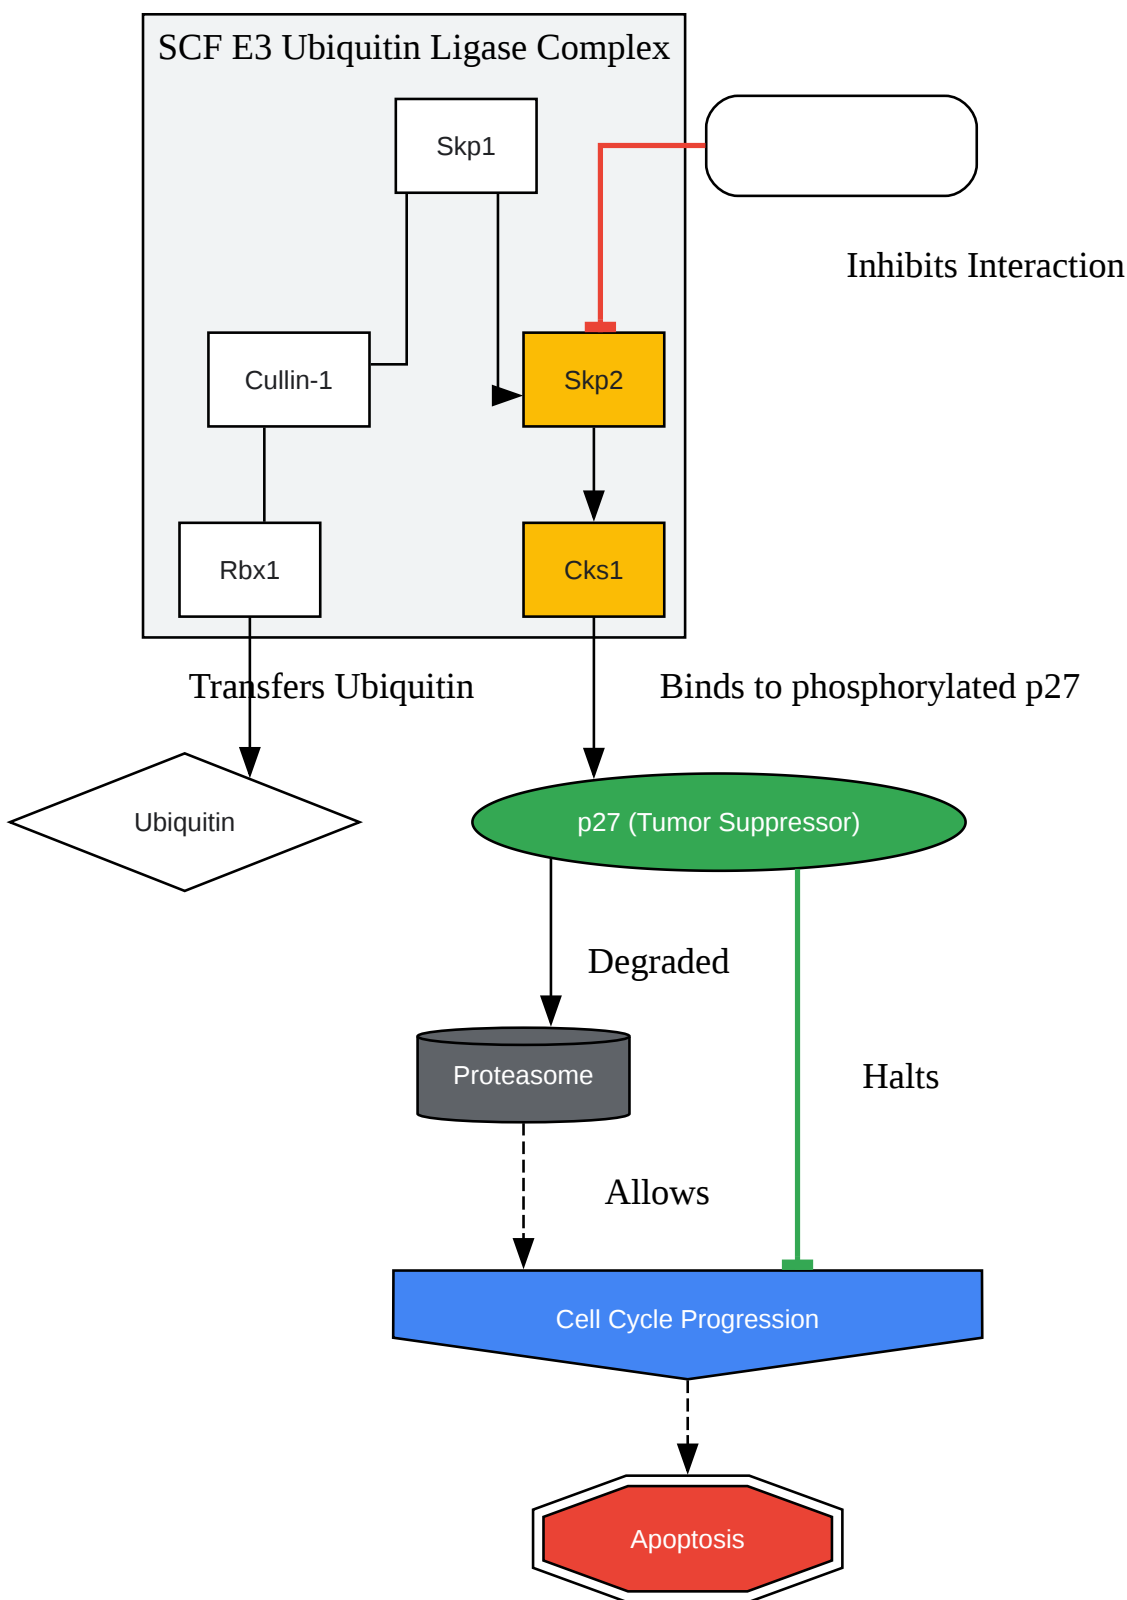 SCF E3 Ubiquitin Ligase Complex
Skp1
Inhibits Interaction
Cullin-1
Skp2
Rbx1
Cks1
Transfers Ubiquitin
Binds to phosphorylated p27
Ubiquitin
p27 (Tumor Suppressor)
Degraded
Proteasome
Halts
Allows
Cell Cycle Progression
Apoptosis